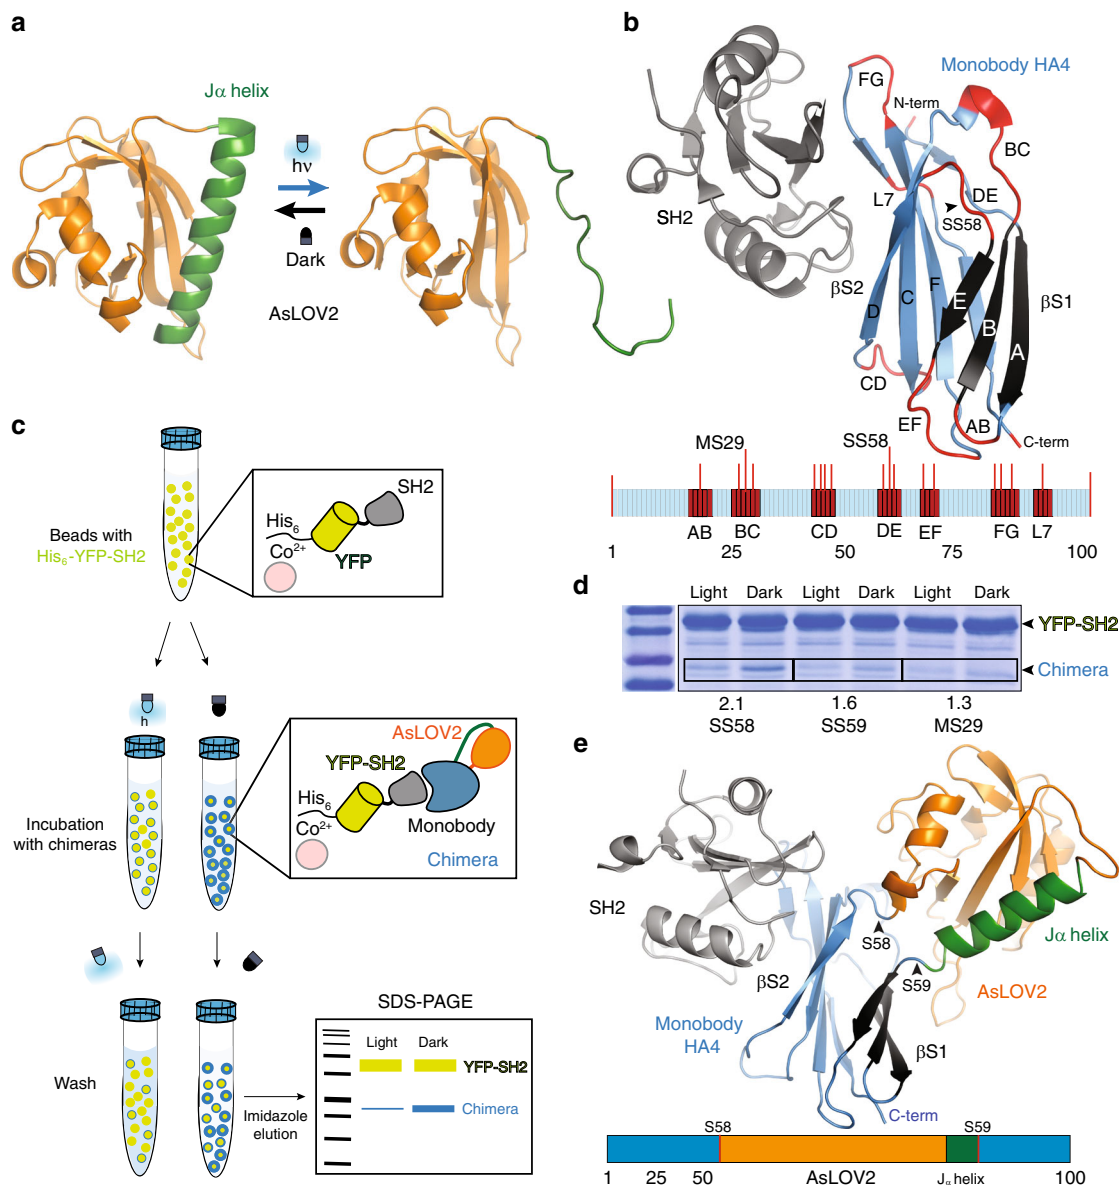 a
Jα helix
hν
Dark
AsLOV2
b
Monobody HA4
FG
N-term
BC
L7
DE
SS58
SH2
βS2
βS1
D
C
F
E
B
A
CD
EF
AB
C-term
MS29
SS58
AB
BC
CD
DE
EF
FG
L7
1
25
50
75
100
c
Beads with
His6-YFP-SH2
SH2
His6
Co2+
YFP
h
Incubation
with chimeras
AsLOV2
YFP-SH2
His6
Co2+
Monobody
Chimera
Wash
Imidazole
elution
SDS-PAGE
Light
Dark
YFP-SH2
Chimera
d
Light
Dark
Light
Dark
Light
Dark
YFP-SH2
Chimera
2.1
1.6
1.3
SS58
SS59
MS29
e
SH2
S58
Jα helix
S59
βS2
AsLOV2
Monobody
HA4
βS1
C-term
S58
S59
1
25
50
AsLOV2
Jα helix
100